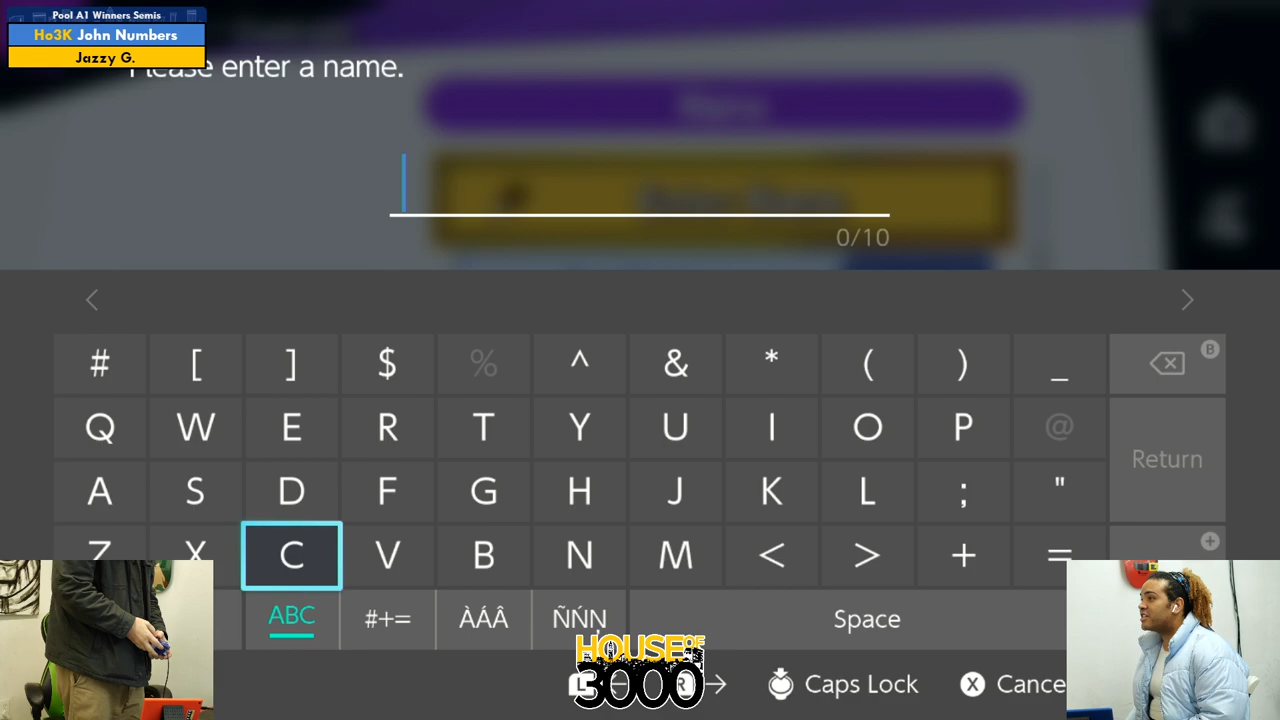 Pool A1 Winners Semis
Ho3K John Numbers
Jazzy G.
Please enter a name.
0/10
# [ ] $ % ^ & * ( ) _ B
Q W E R T Y U I O P @
Return
A S D F G H J K L ; "
Z X C V B N M < > + = +
ABC #+= ÀÁÂ ÑŃŅ Space
HOUSE OF
3000
L R → Caps Lock X Cance